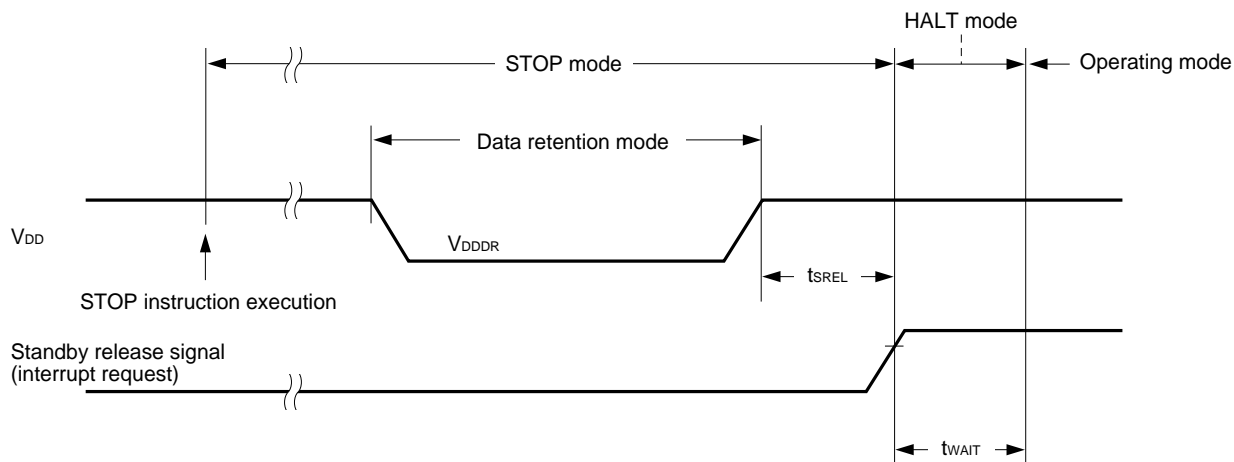 HALT mode
STOP mode
Operating mode
Data retention mode
VDD
VDDDR
tSREL
STOP instruction execution
Standby release signal
(interrupt request)
tWAIT